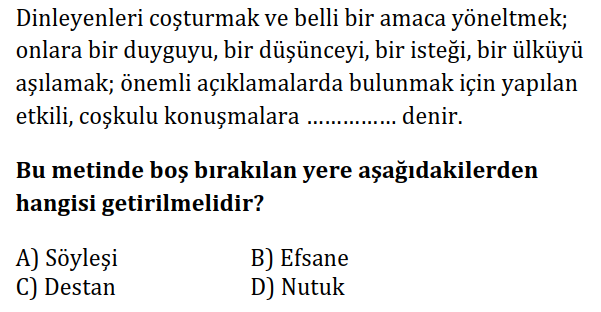 Dinleyenleri coşturmak ve belli bir amaca yöneltmek;
onlara bir duyguyu, bir düşünceyi, bir isteği, bir ülküyü
aşılamak; önemli açıklamalarda bulunmak için yapılan
etkili, coşkulu konuşmalara ............... denir.
Bu metinde boş bırakılan yere aşağıdakilerden
hangisi getirilmelidir?
A) Söyleşi B) Efsane
C) Destan D) Nutuk